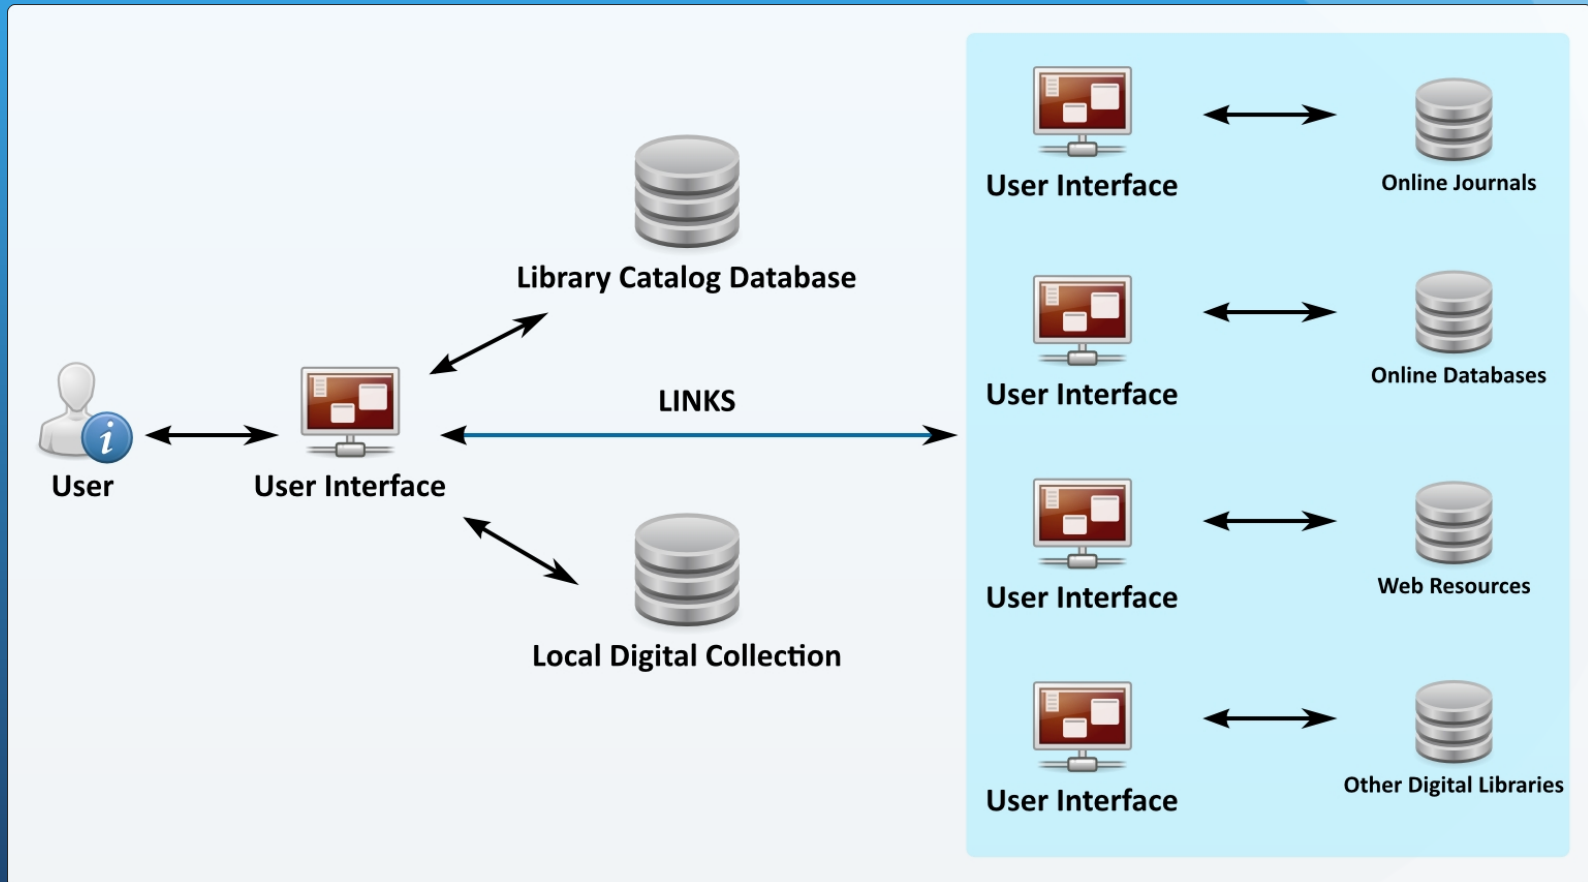 User
User Interface
Library Catalog Database
LINKS
Local Digital Collection
User Interface
Online Journals
User Interface
Online Databases
User Interface
Web Resources
User Interface
Other Digital Libraries